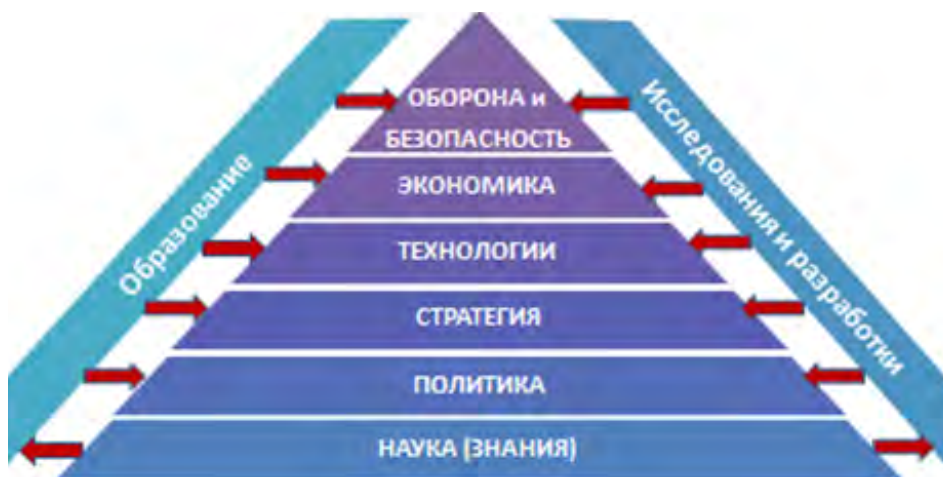 ОБОРОНА и
БЕЗОПАСНОСТЬ
ЭКОНОМИКА
ТЕХНОЛОГИИ
СТРАТЕГИЯ
ПОЛИТИКА
НАУКА (ЗНАНИЯ)
Образование
Исследования и разработки